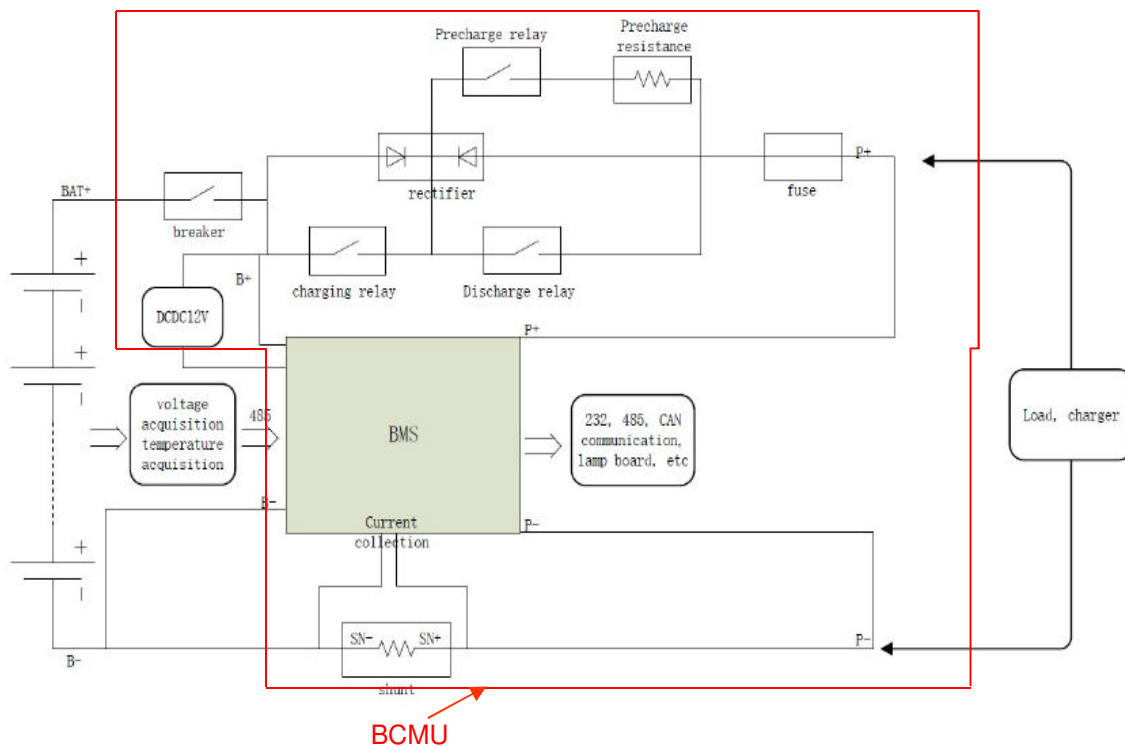 Precharge relay
Precharge
resistance
P+
rectifier
fuse
BAT+
breaker
B+
charging relay
Discharge relay
DCDC12V
P+
+
—
+
—
voltage
acquisition
temperature
acquisition
485
BMS
232, 485, CAN
communication,
lamp board, etc
Load, charger
B-
P-
Current
collection
+
—
SN-
SN+
P-
B-
shunt
BCMU